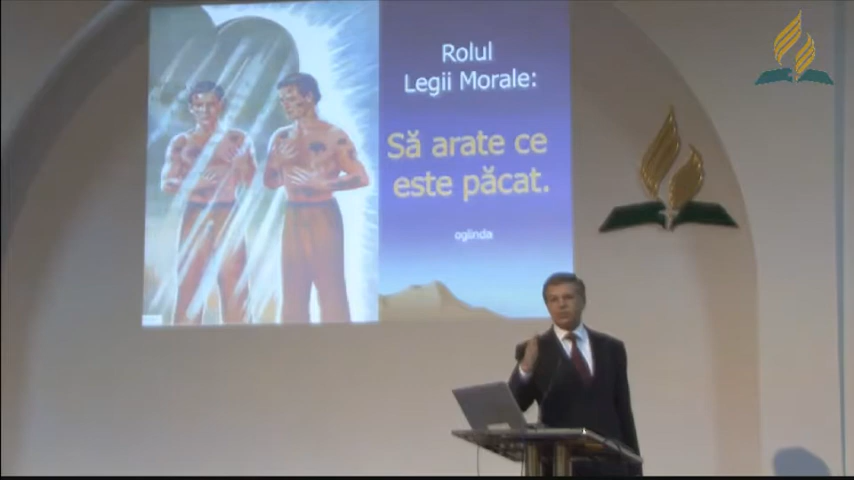 Rolul
Legii Morale:
Să arate ce
este păcat.
oglinda